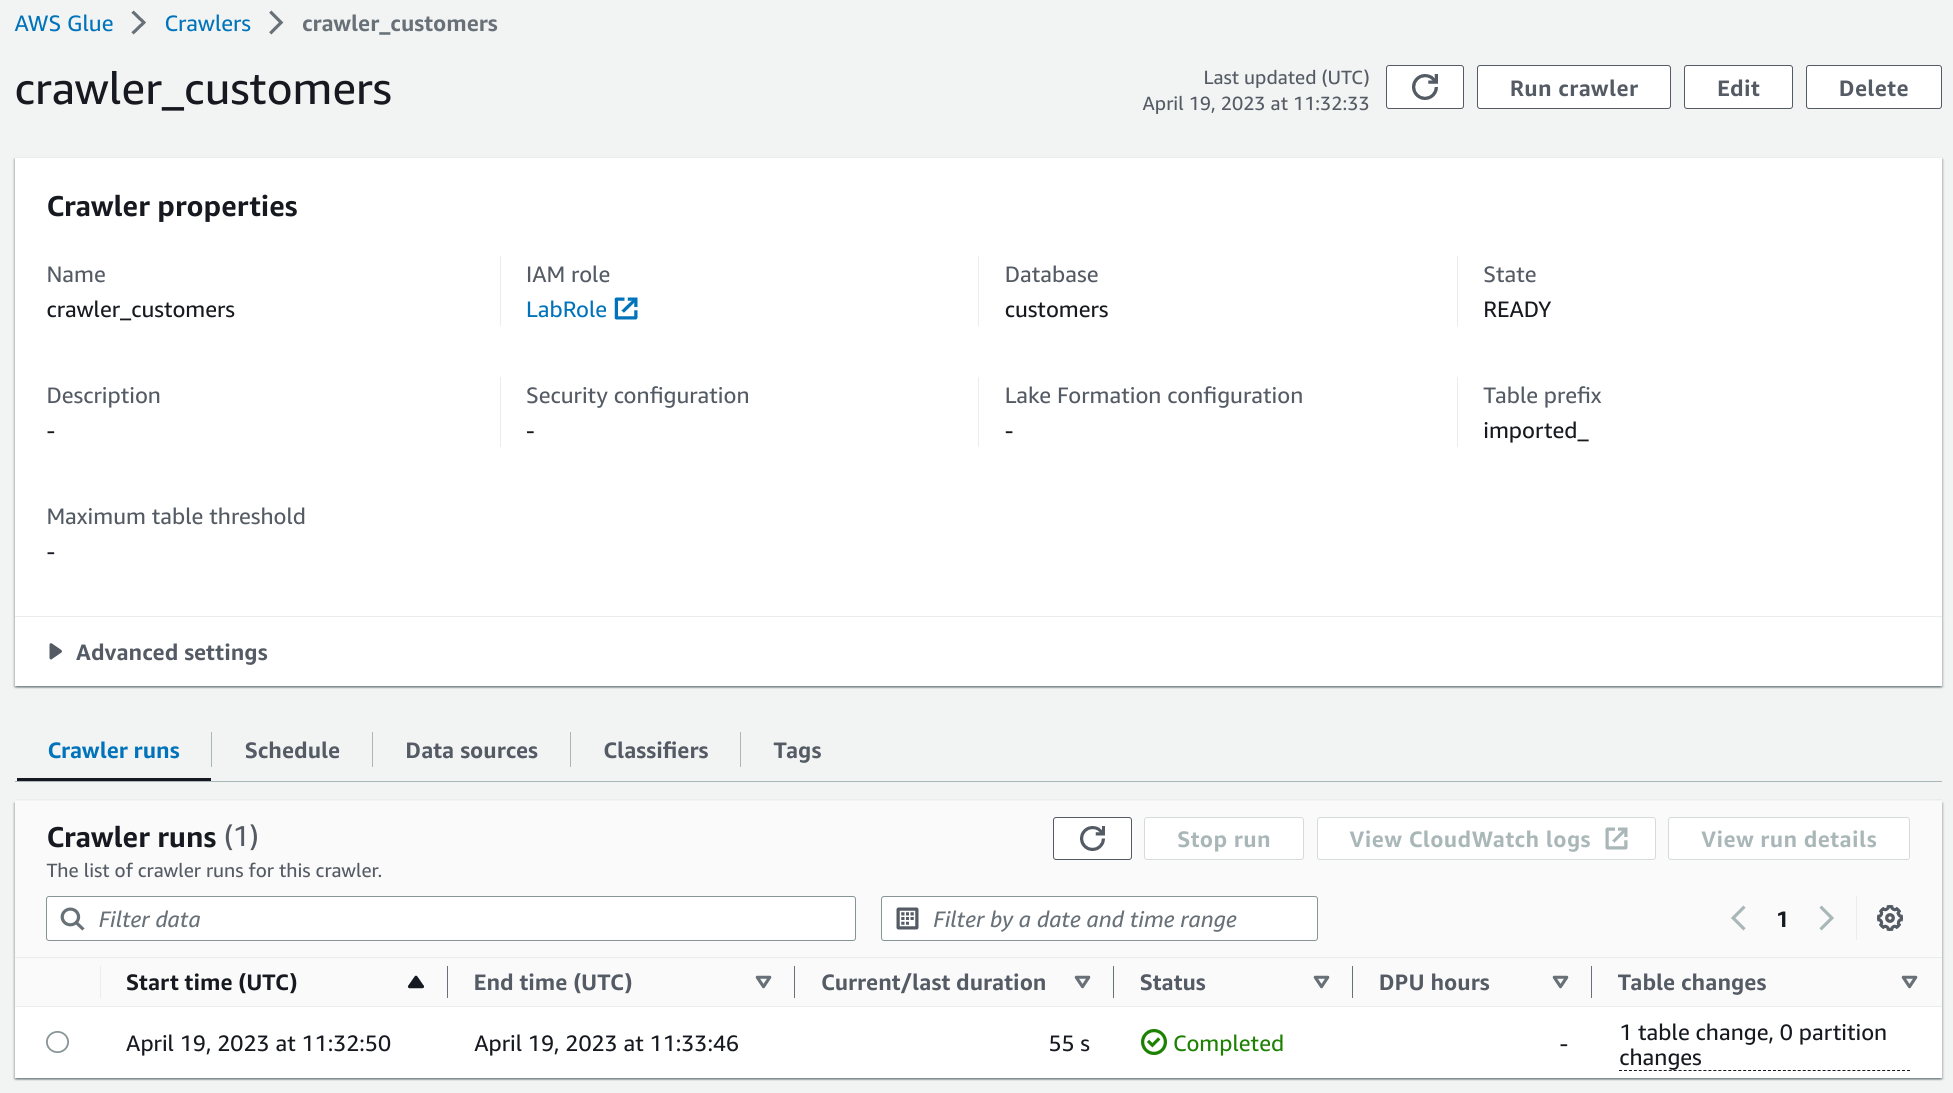 AWS Glue > Crawlers > crawler_customers
crawler_customers
Last updated (UTC)
April 19, 2023 at 11:32:33
Run crawler
Edit
Delete
Crawler properties
Name
crawler_customers
IAM role
LabRole
Database
customers
State
READY
Description
-
Security configuration
-
Lake Formation configuration
-
Table prefix
imported_
Maximum table threshold
-
Advanced settings
Crawler runs
Schedule
Data sources
Classifiers
Tags
Crawler runs (1)
The list of crawler runs for this crawler.
Stop run
View CloudWatch logs
View run details
Filter data
Filter by a date and time range
1
Start time (UTC)
End time (UTC)
Current/last duration
Status
DPU hours
Table changes
April 19, 2023 at 11:32:50
April 19, 2023 at 11:33:46
55 s
Completed
-
1 table change, 0 partition
changes